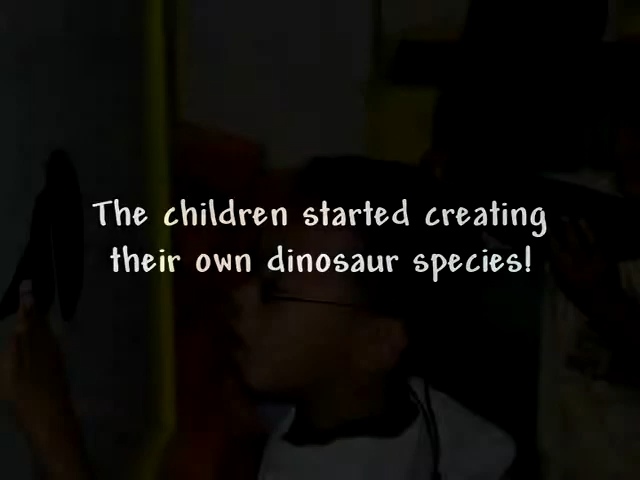 The children started creating
their own dinosaur species!